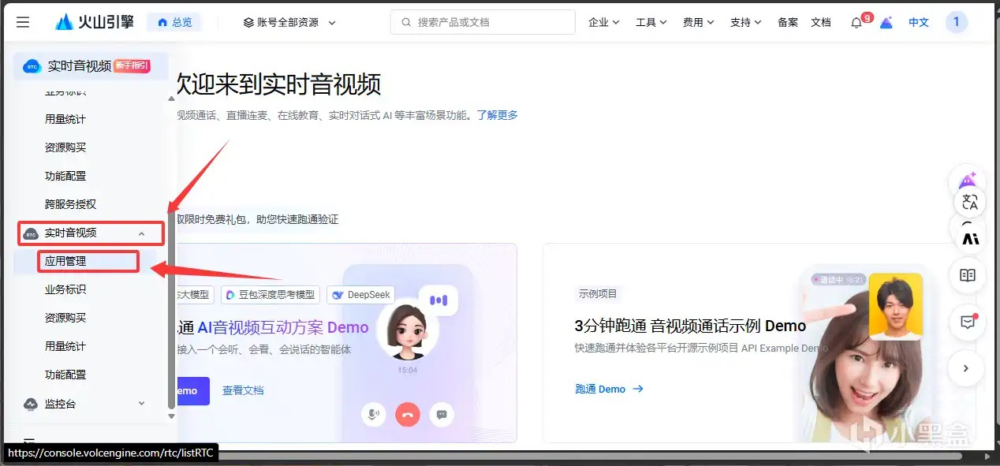 火山引擎
总览
账号全部资源
搜索产品或文档
企业
工具
费用
支持
备案
文档
9
中文
1
RTC
实时音视频
新手指引
业务标识
用量统计
资源购买
功能配置
跨服务授权
RTC
实时音视频
应用管理
业务标识
资源购买
用量统计
功能配置
监控台
欢迎来到实时音视频
视频通话、直播连麦、在线教育、实时对话式 AI 等丰富场景功能。了解更多
取限时免费礼包，助您快速跑通验证
大模型
豆包深度思考模型
DeepSeek
通 AI音视频互动方案 Demo
接入一个会听、会看、会说话的智能体
emo
查看文档
15:04
示例项目
3分钟跑通 音视频通话示例 Demo
快速跑通并体验各平台开源示例项目 API Example Demo
跑通 Demo
通话中 18:21
文A
Ai
小黑盒
https://console.volcengine.com/rtc/listRTC